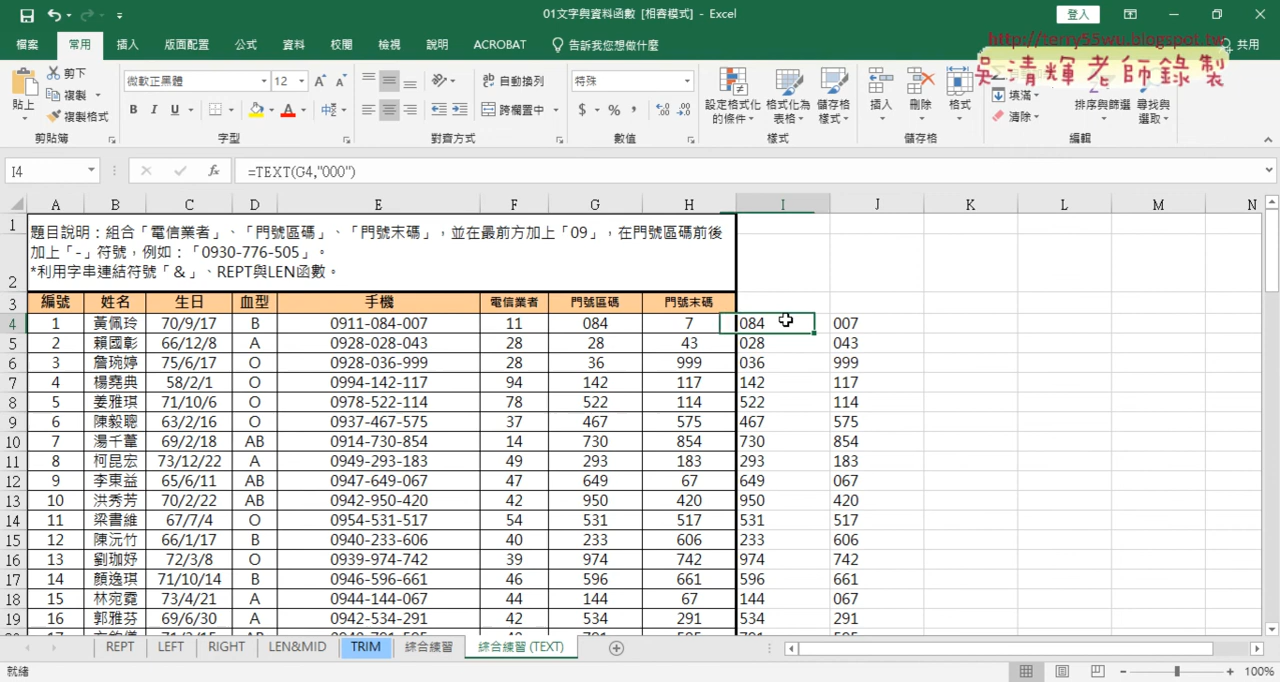 01文字與資料函數 [相容模式] - Excel
登入
http://terry55wu.blogspot.tw
吳清輝老師錄製
檔案 常用 插入 版面配置 公式 資料 校閱 檢視 說明 ACROBAT 告訴我您想做什麼 共用
貼上 剪下 複製 複製格式 剪貼簿
微軟正黑體 12 B I U 字型
自動換列 跨欄置中 對齊方式
特殊 $ % 數值
設定格式化的條件 格式化為表格 儲存格樣式 樣式
插入 刪除 格式 儲存格
填滿 清除 排序與篩選 尋找與選取 編輯
I4 fx =TEXT(G4,"000")
A B C D E F G H I J K L M N
1 題目說明：組合「電信業者」、「門號區碼」、「門號末碼」，並在最前方加上「09」，在門號區碼前後
2 加上「-」符號，例如：「0930-776-505」。
*利用字串連結符號「&」、REPT與LEN函數。
3 編號 姓名 生日 血型 手機 電信業者 門號區碼 門號末碼
4 1 黃佩玲 70/9/17 B 0911-084-007 11 084 7 084 007
5 2 賴國彰 66/12/8 A 0928-028-043 28 28 43 028 043
6 3 詹琬婷 75/6/17 O 0928-036-999 28 36 999 036 999
7 4 楊堯典 58/2/1 O 0994-142-117 94 142 117 142 117
8 5 姜雅琪 71/10/6 O 0978-522-114 78 522 114 522 114
9 6 陳毅聰 63/2/16 O 0937-467-575 37 467 575 467 575
10 7 湯千蕙 69/2/18 AB 0914-730-854 14 730 854 730 854
11 8 柯昆宏 73/12/22 A 0949-293-183 49 293 183 293 183
12 9 李東益 65/6/11 AB 0947-649-067 47 649 67 649 067
13 10 洪秀芳 70/2/22 AB 0942-950-420 42 950 420 950 420
14 11 梁書維 67/7/4 O 0954-531-517 54 531 517 531 517
15 12 陳沅竹 66/1/17 B 0940-233-606 40 233 606 233 606
16 13 劉珈妤 72/3/8 O 0939-974-742 39 974 742 974 742
17 14 顏逸琪 71/10/14 B 0946-596-661 46 596 661 596 661
18 15 林宛霓 73/4/21 A 0944-144-067 44 144 67 144 067
19 16 郭雅芬 69/6/30 A 0942-534-291 42 534 291 534 291
REPT LEFT RIGHT LEN&MID TRIM 綜合練習 綜合練習 (TEXT)
就緒 100%